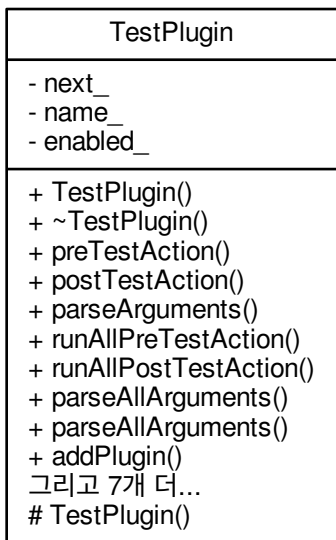 TestPlugin
- next_
- name_
- enabled_
+ TestPlugin()
+ ~TestPlugin()
+ preTestAction()
+ postTestAction()
+ parseArguments()
+ runAllPreTestAction()
+ runAllPostTestAction()
+ parseAllArguments()
+ parseAllArguments()
+ addPlugin()
그리고 7개 더...
# TestPlugin()